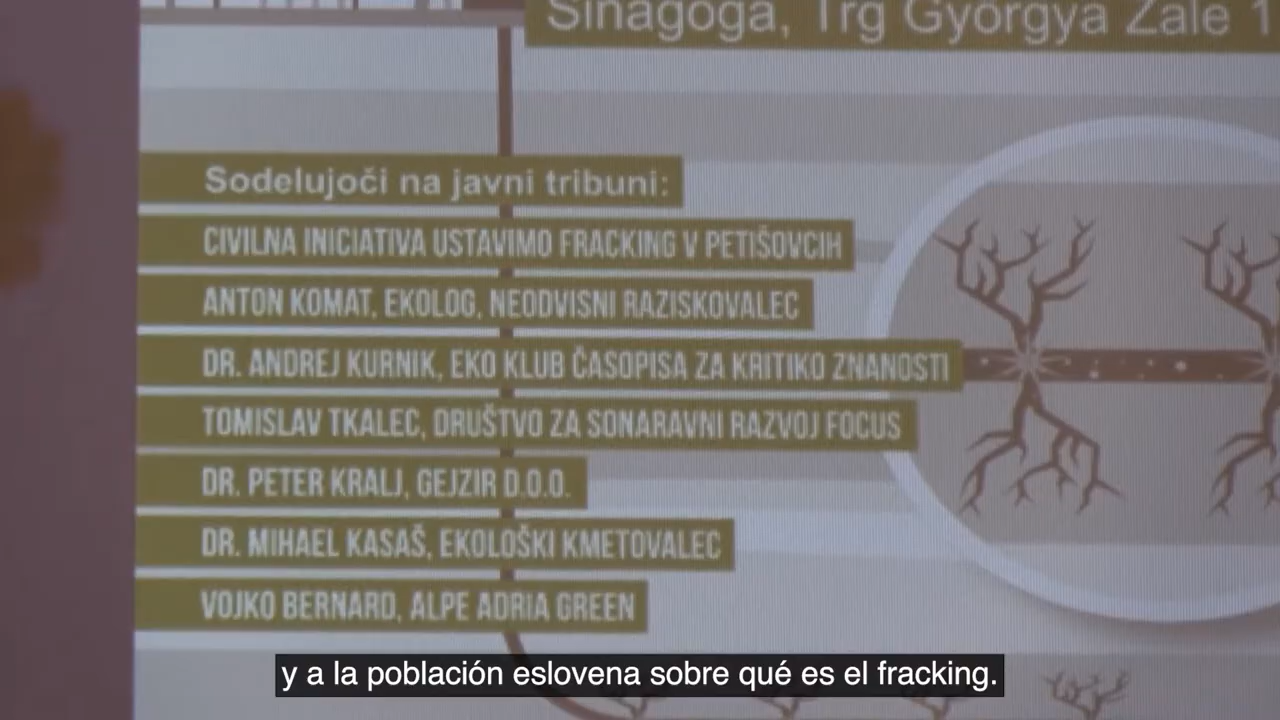 Sinagoga, Trg Györgya Zale 1
Sodelujoči na javni tribuni:
CIVILNA INICIATIVA USTAVIMO FRACKING V PETIŠOVCIH
ANTON KOMAT, EKOLOG, NEODVISNI RAZISKOVALEC
DR. ANDREJ KURNIK, EKO KLUB ČASOPISA ZA KRITIKO ZNANOSTI
TOMISLAV TKALEC, DRUŠTVO ZA SONARAVNI RAZVOJ FOCUS
DR. PETER KRALJ, GEJZIR D.O.O.
DR. MIHAEL KASAŠ, EKOLOŠKI KMETOVALEC
VOJKO BERNARD, ALPE ADRIA GREEN
y a la población eslovena sobre qué es el fracking.